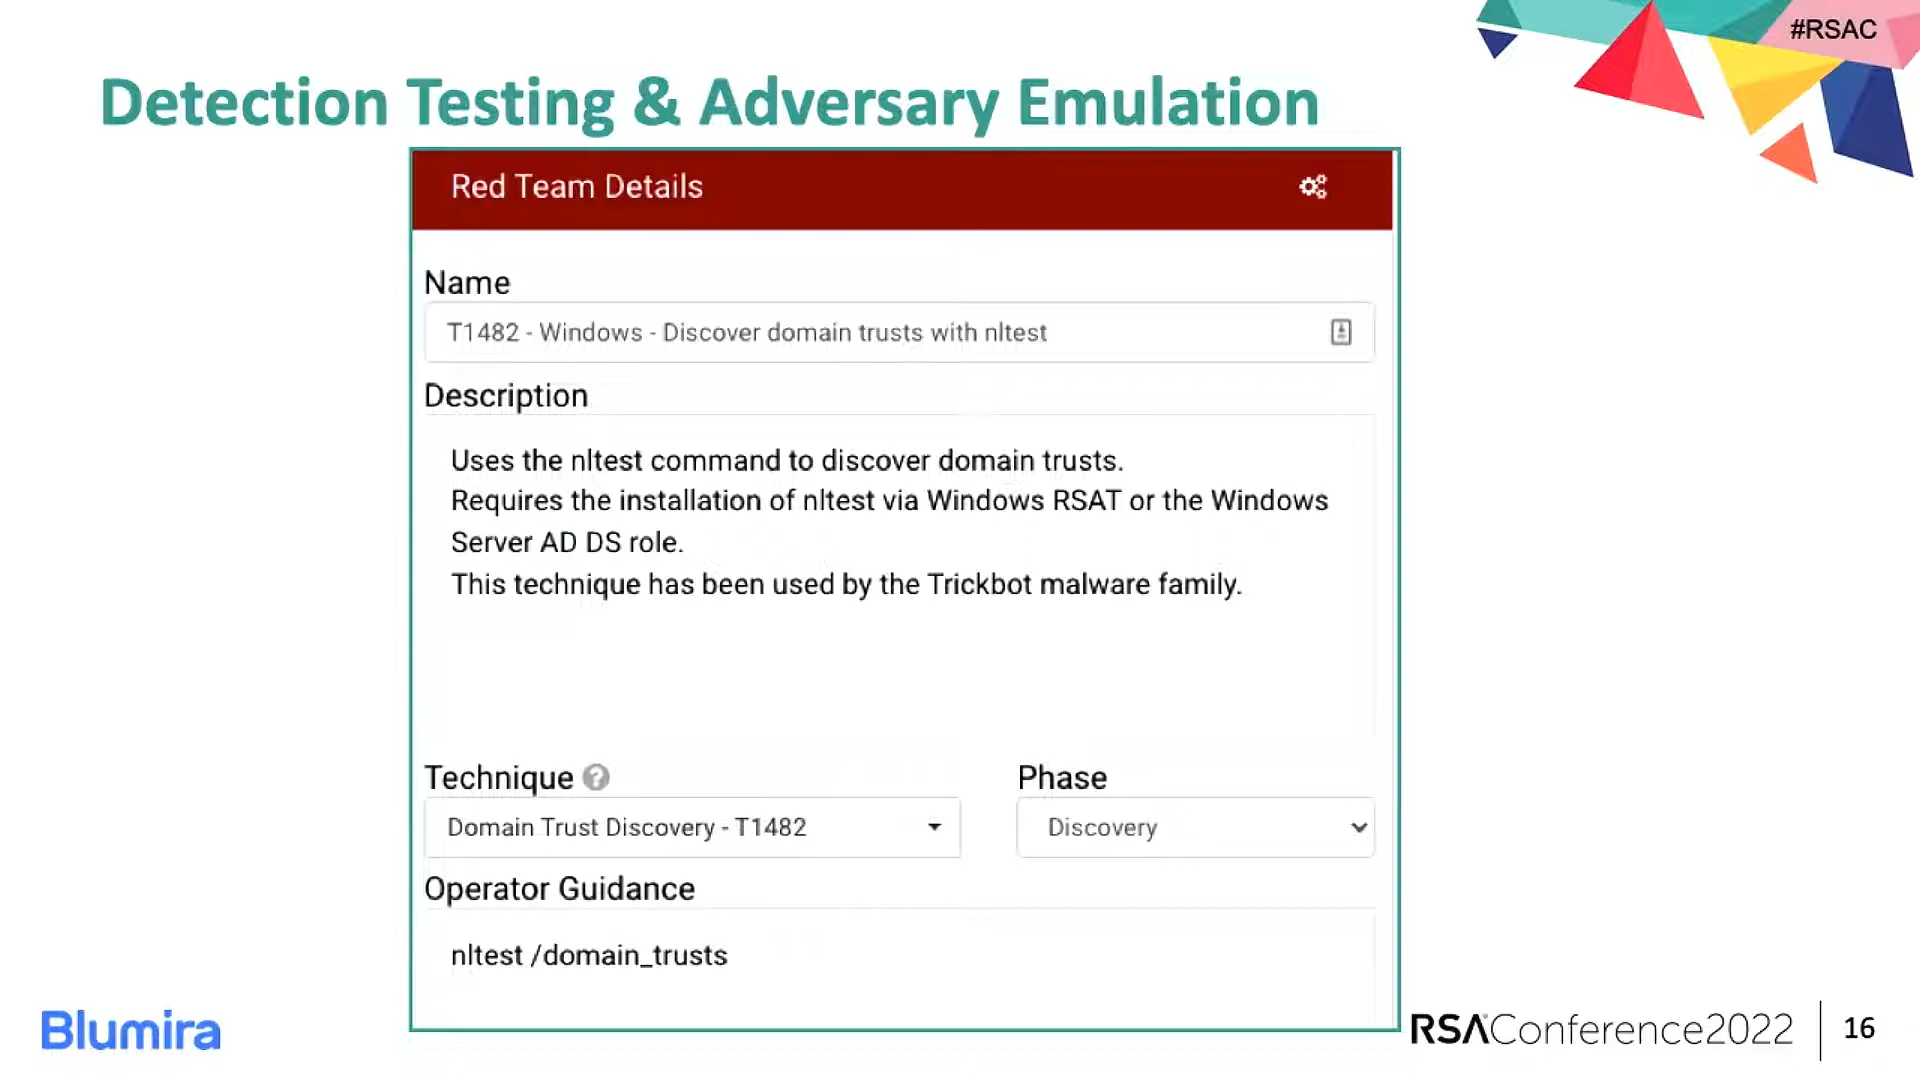 #RSAC
Detection Testing & Adversary Emulation
Red Team Details
Name
T1482 - Windows - Discover domain trusts with nltest
Description
Uses the nltest command to discover domain trusts.
Requires the installation of nltest via Windows RSAT or the Windows
Server AD DS role.
This technique has been used by the Trickbot malware family.
Technique ?
Phase
Domain Trust Discovery - T1482
Discovery
Operator Guidance
nltest /domain_trusts
Blumira
RSAConference2022
16